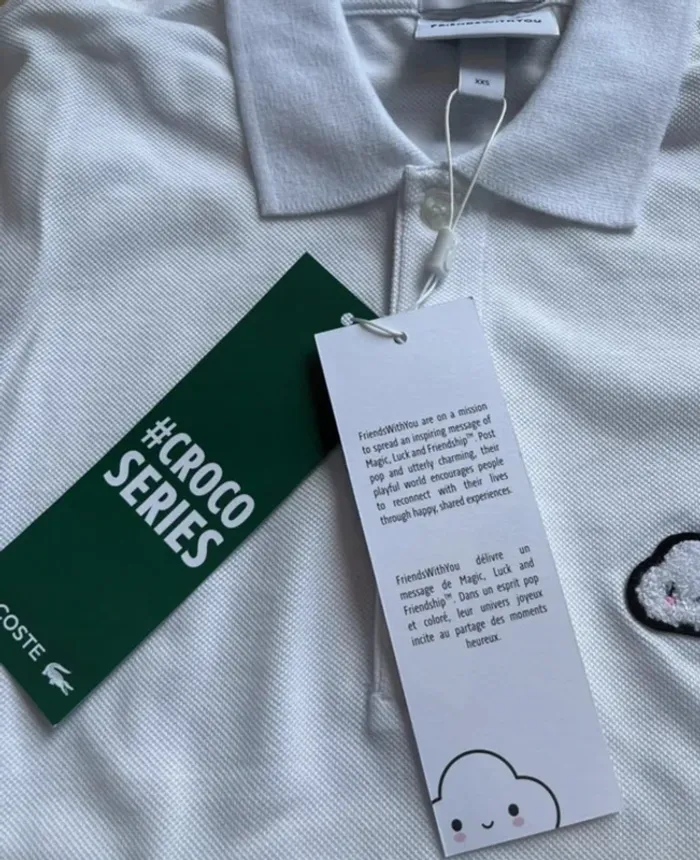 FRIENDSWITHYOU
XXS
#CROCO
SERIES
COSTE
FriendsWithYou are on a mission
to spread an inspiring message of
Magic, Luck and Friendship™. Post
pop and utterly charming, their
playful world encourages people
to reconnect with their lives
through happy, shared experiences.
FriendsWithYou délivre un
message de Magic, Luck and
Friendship™. Dans un esprit pop
et coloré, leur univers joyeux
incite au partage des moments
heureux.